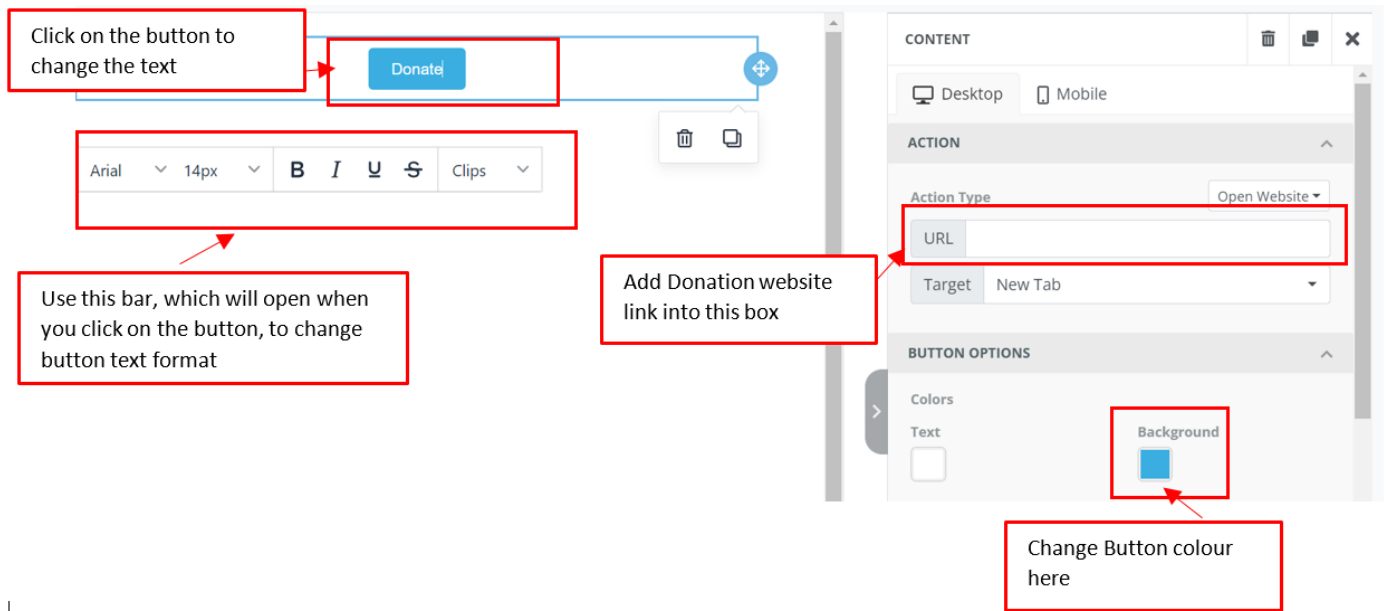 Click on the button to
change the text
Donate
Arial 14px B I U S Clips
Use this bar, which will open when
you click on the button, to change
button text format
CONTENT
Desktop Mobile
ACTION
Action Type Open Website
URL
Target New Tab
Add Donation website
link into this box
BUTTON OPTIONS
Colors
Text Background
Change Button colour
here